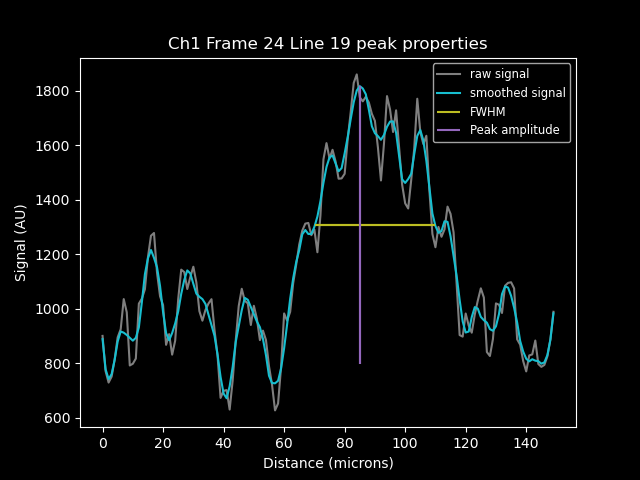 Ch1 Frame 24 Line 19 peak properties
raw signal
smoothed signal
FWHM
Peak amplitude
Signal (AU)
1800
1600
1400
1200
1000
800
600
0 20 40 60 80 100 120 140
Distance (microns)